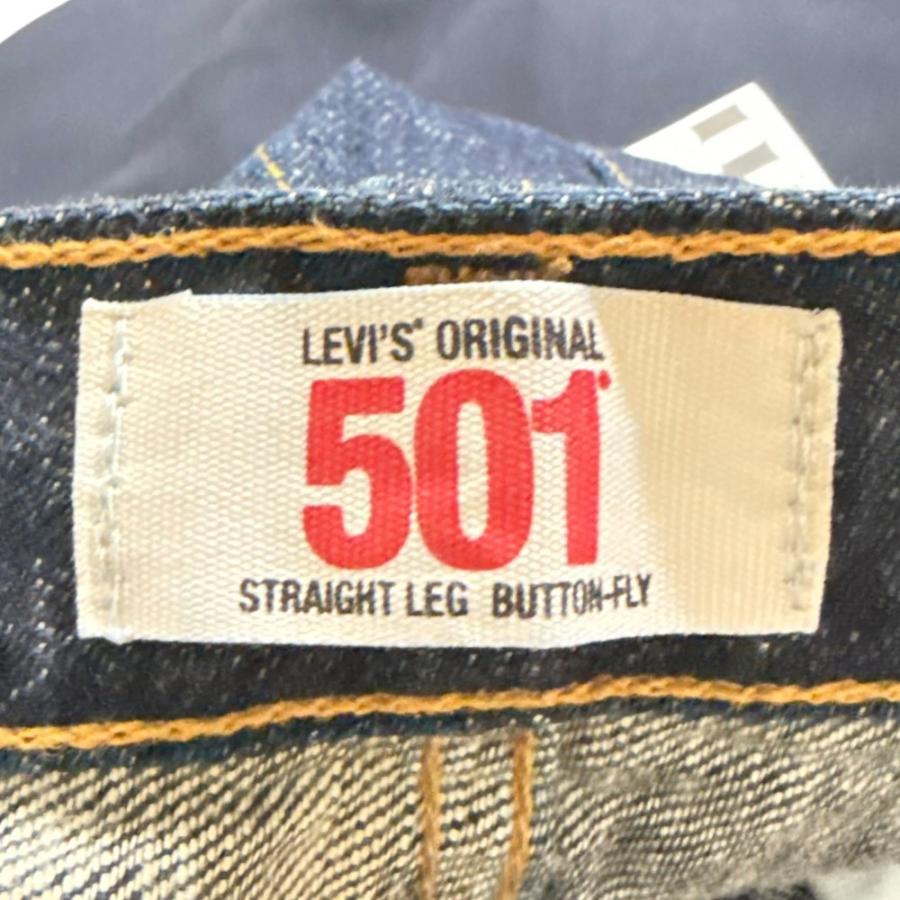 LEVI'S® ORIGINAL
501®
STRAIGHT LEG BUTTON-FLY